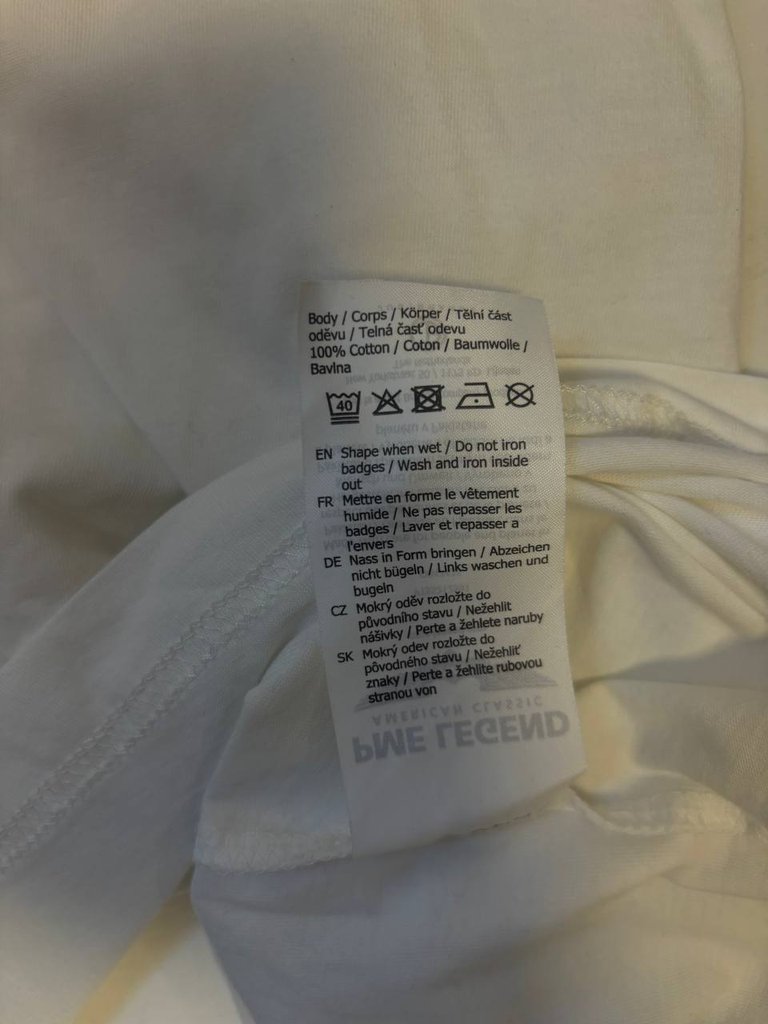 Body / Corps / Körper / Tělní část
oděvu / Telná časť odevu
100% Cotton / Coton / Baumwolle /
Bavlna
40
EN Shape when wet / Do not iron
badges / Wash and iron inside
out
FR Mettre en forme le vêtement
humide / Ne pas repasser les
badges / Laver et repasser a
l'envers
DE Nass in Form bringen / Abzeichen
nicht bügeln / Links waschen und
bugeln
CZ Mokrý oděv rozložte do
původního stavu / Nežehlit
nášivky / Perte a žehlete naruby
SK Mokrý odev rozložte do
pôvodného stavu / Nežehliť
znaky / Perte a žehlite rubovou
stranou von
AMERICAN CLASSIC
PME LEGEND